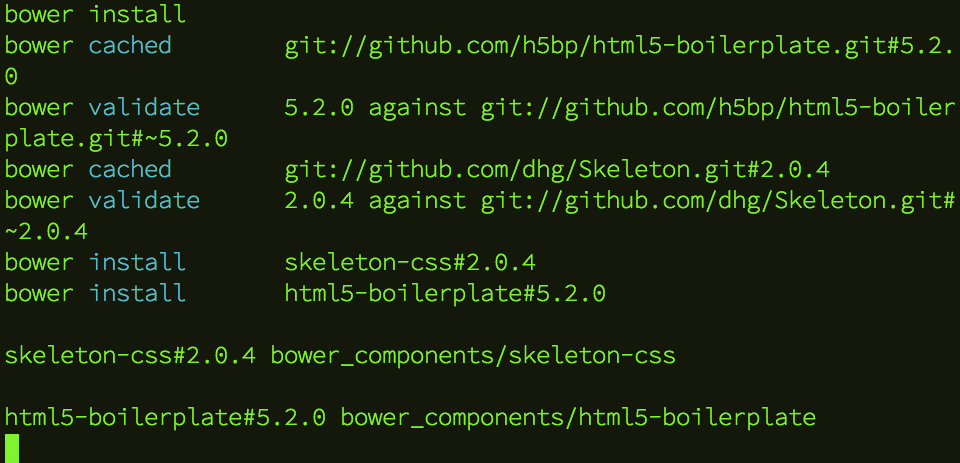 bower install
bower cached        git://github.com/h5bp/html5-boilerplate.git#5.2.
0
bower validate      5.2.0 against git://github.com/h5bp/html5-boiler
plate.git#~5.2.0
bower cached        git://github.com/dhg/Skeleton.git#2.0.4
bower validate      2.0.4 against git://github.com/dhg/Skeleton.git#
~2.0.4
bower install       skeleton-css#2.0.4
bower install       html5-boilerplate#5.2.0
skeleton-css#2.0.4 bower_components/skeleton-css
html5-boilerplate#5.2.0 bower_components/html5-boilerplate